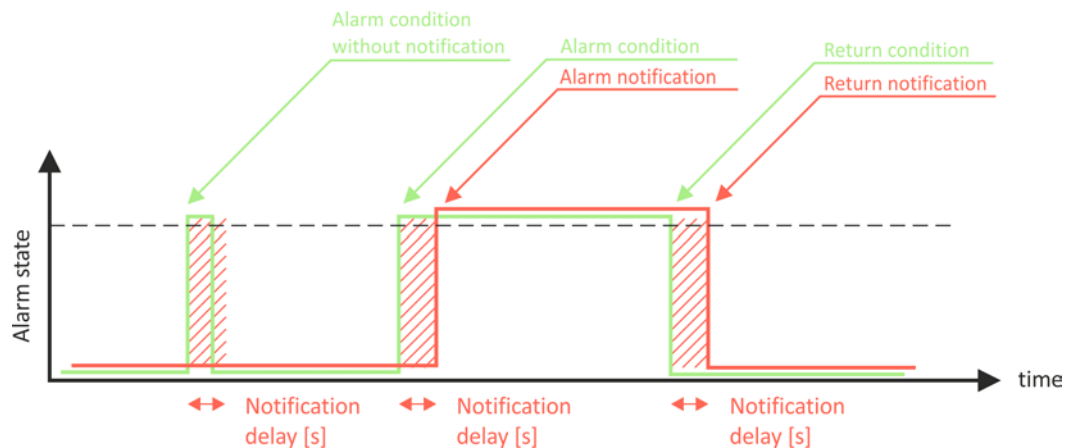 Alarm condition
without notification
Alarm condition
Alarm notification
Return condition
Return notification
Alarm state
time
Notification
delay [s]
Notification
delay [s]
Notification
delay [s]